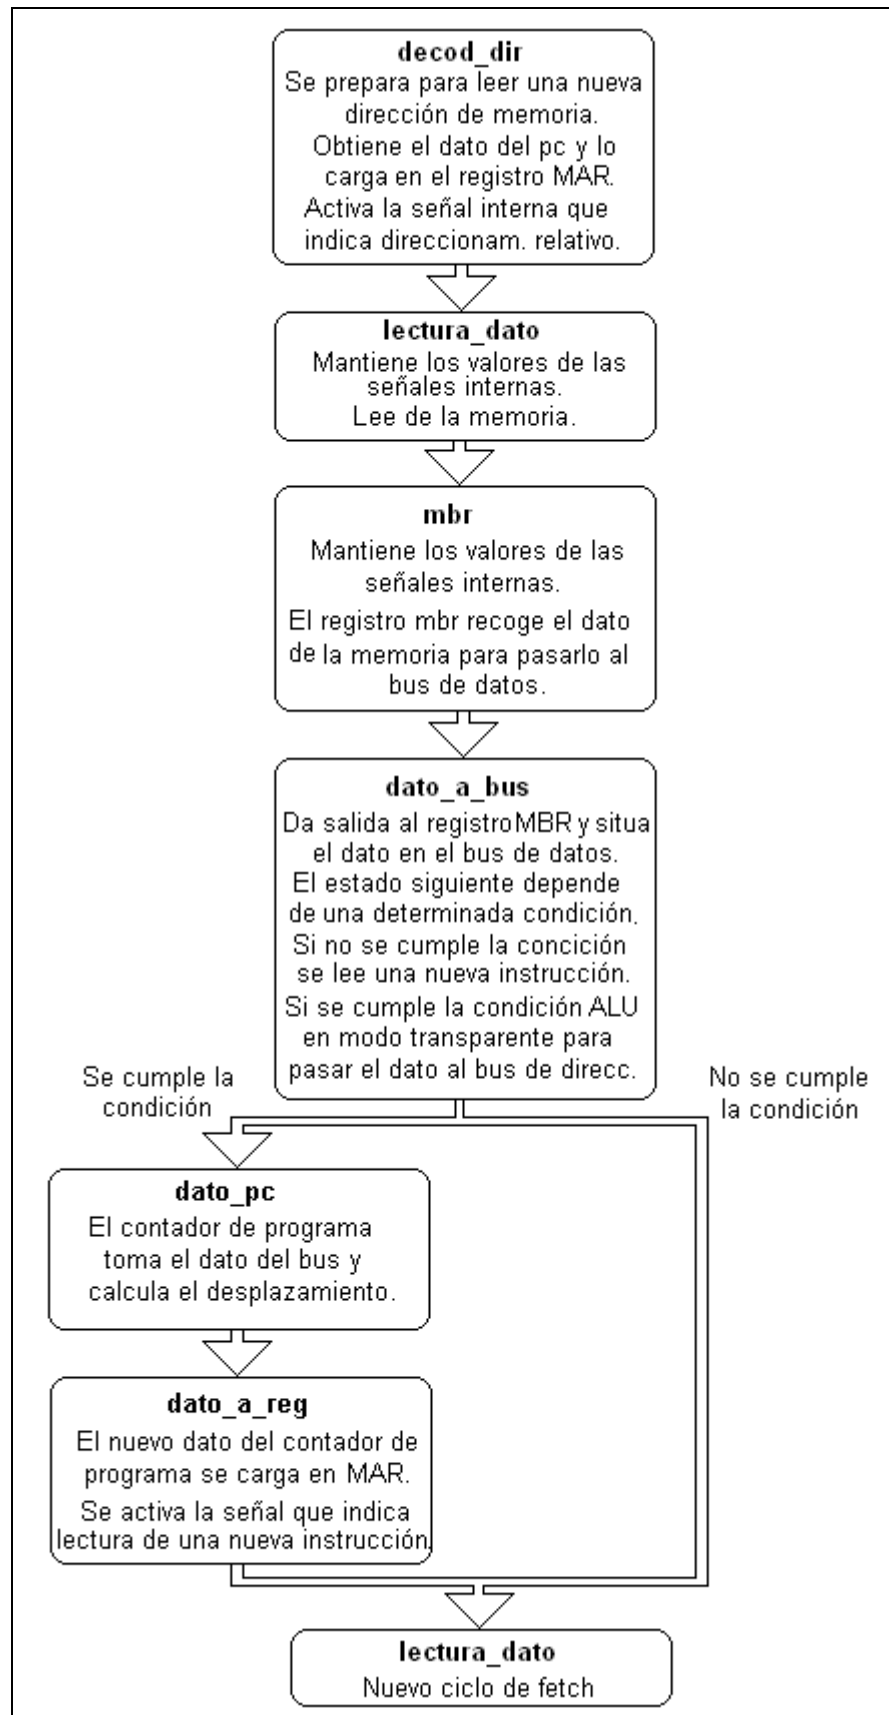 decod_dir
Se prepara para leer una nueva
dirección de memoria.
Obtiene el dato del pc y lo
carga en el registro MAR.
Activa la señal interna que
indica direccionam. relativo.
lectura_dato
Mantiene los valores de las
señales internas.
Lee de la memoria.
mbr
Mantiene los valores de las
señales internas.
El registro mbr recoge el dato
de la memoria para pasarlo al
bus de datos.
dato_a_bus
Da salida al registro MBR y situa
el dato en el bus de datos.
El estado siguiente depende
de una determinada condición.
Si no se cumple la concición
se lee una nueva instrucción.
Si se cumple la condición ALU
en modo transparente para
pasar el dato al bus de direcc.
Se cumple la
condición
No se cumple
la condición
dato_pc
El contador de programa
toma el dato del bus y
calcula el desplazamiento.
dato_a_reg
El nuevo dato del contador de
programa se carga en MAR.
Se activa la señal que indica
lectura de una nueva instrucción.
lectura_dato
Nuevo ciclo de fetch